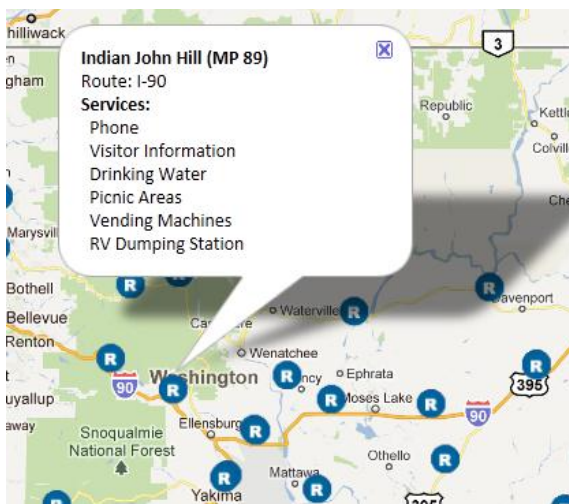 hilliwack
gham
Indian John Hill (MP 89)
Route: I-90
Services:
Phone
Visitor Information
Drinking Water
Picnic Areas
Vending Machines
RV Dumping Station
3
Republic
Kettl
Colvill
Che
Marysvill
Bothell
R
R
R
R
Davenport
Waterville
Bellevue
Renton
Wenatchee
R
R
90
Washington
R
R
Ephrata
395
uyallup
R
Moses Lake
R
90
away
Ellensburg
R
Snoqualmie
National Forest
Othello
R
R
Mattawa
R
Yakima
395
R
R